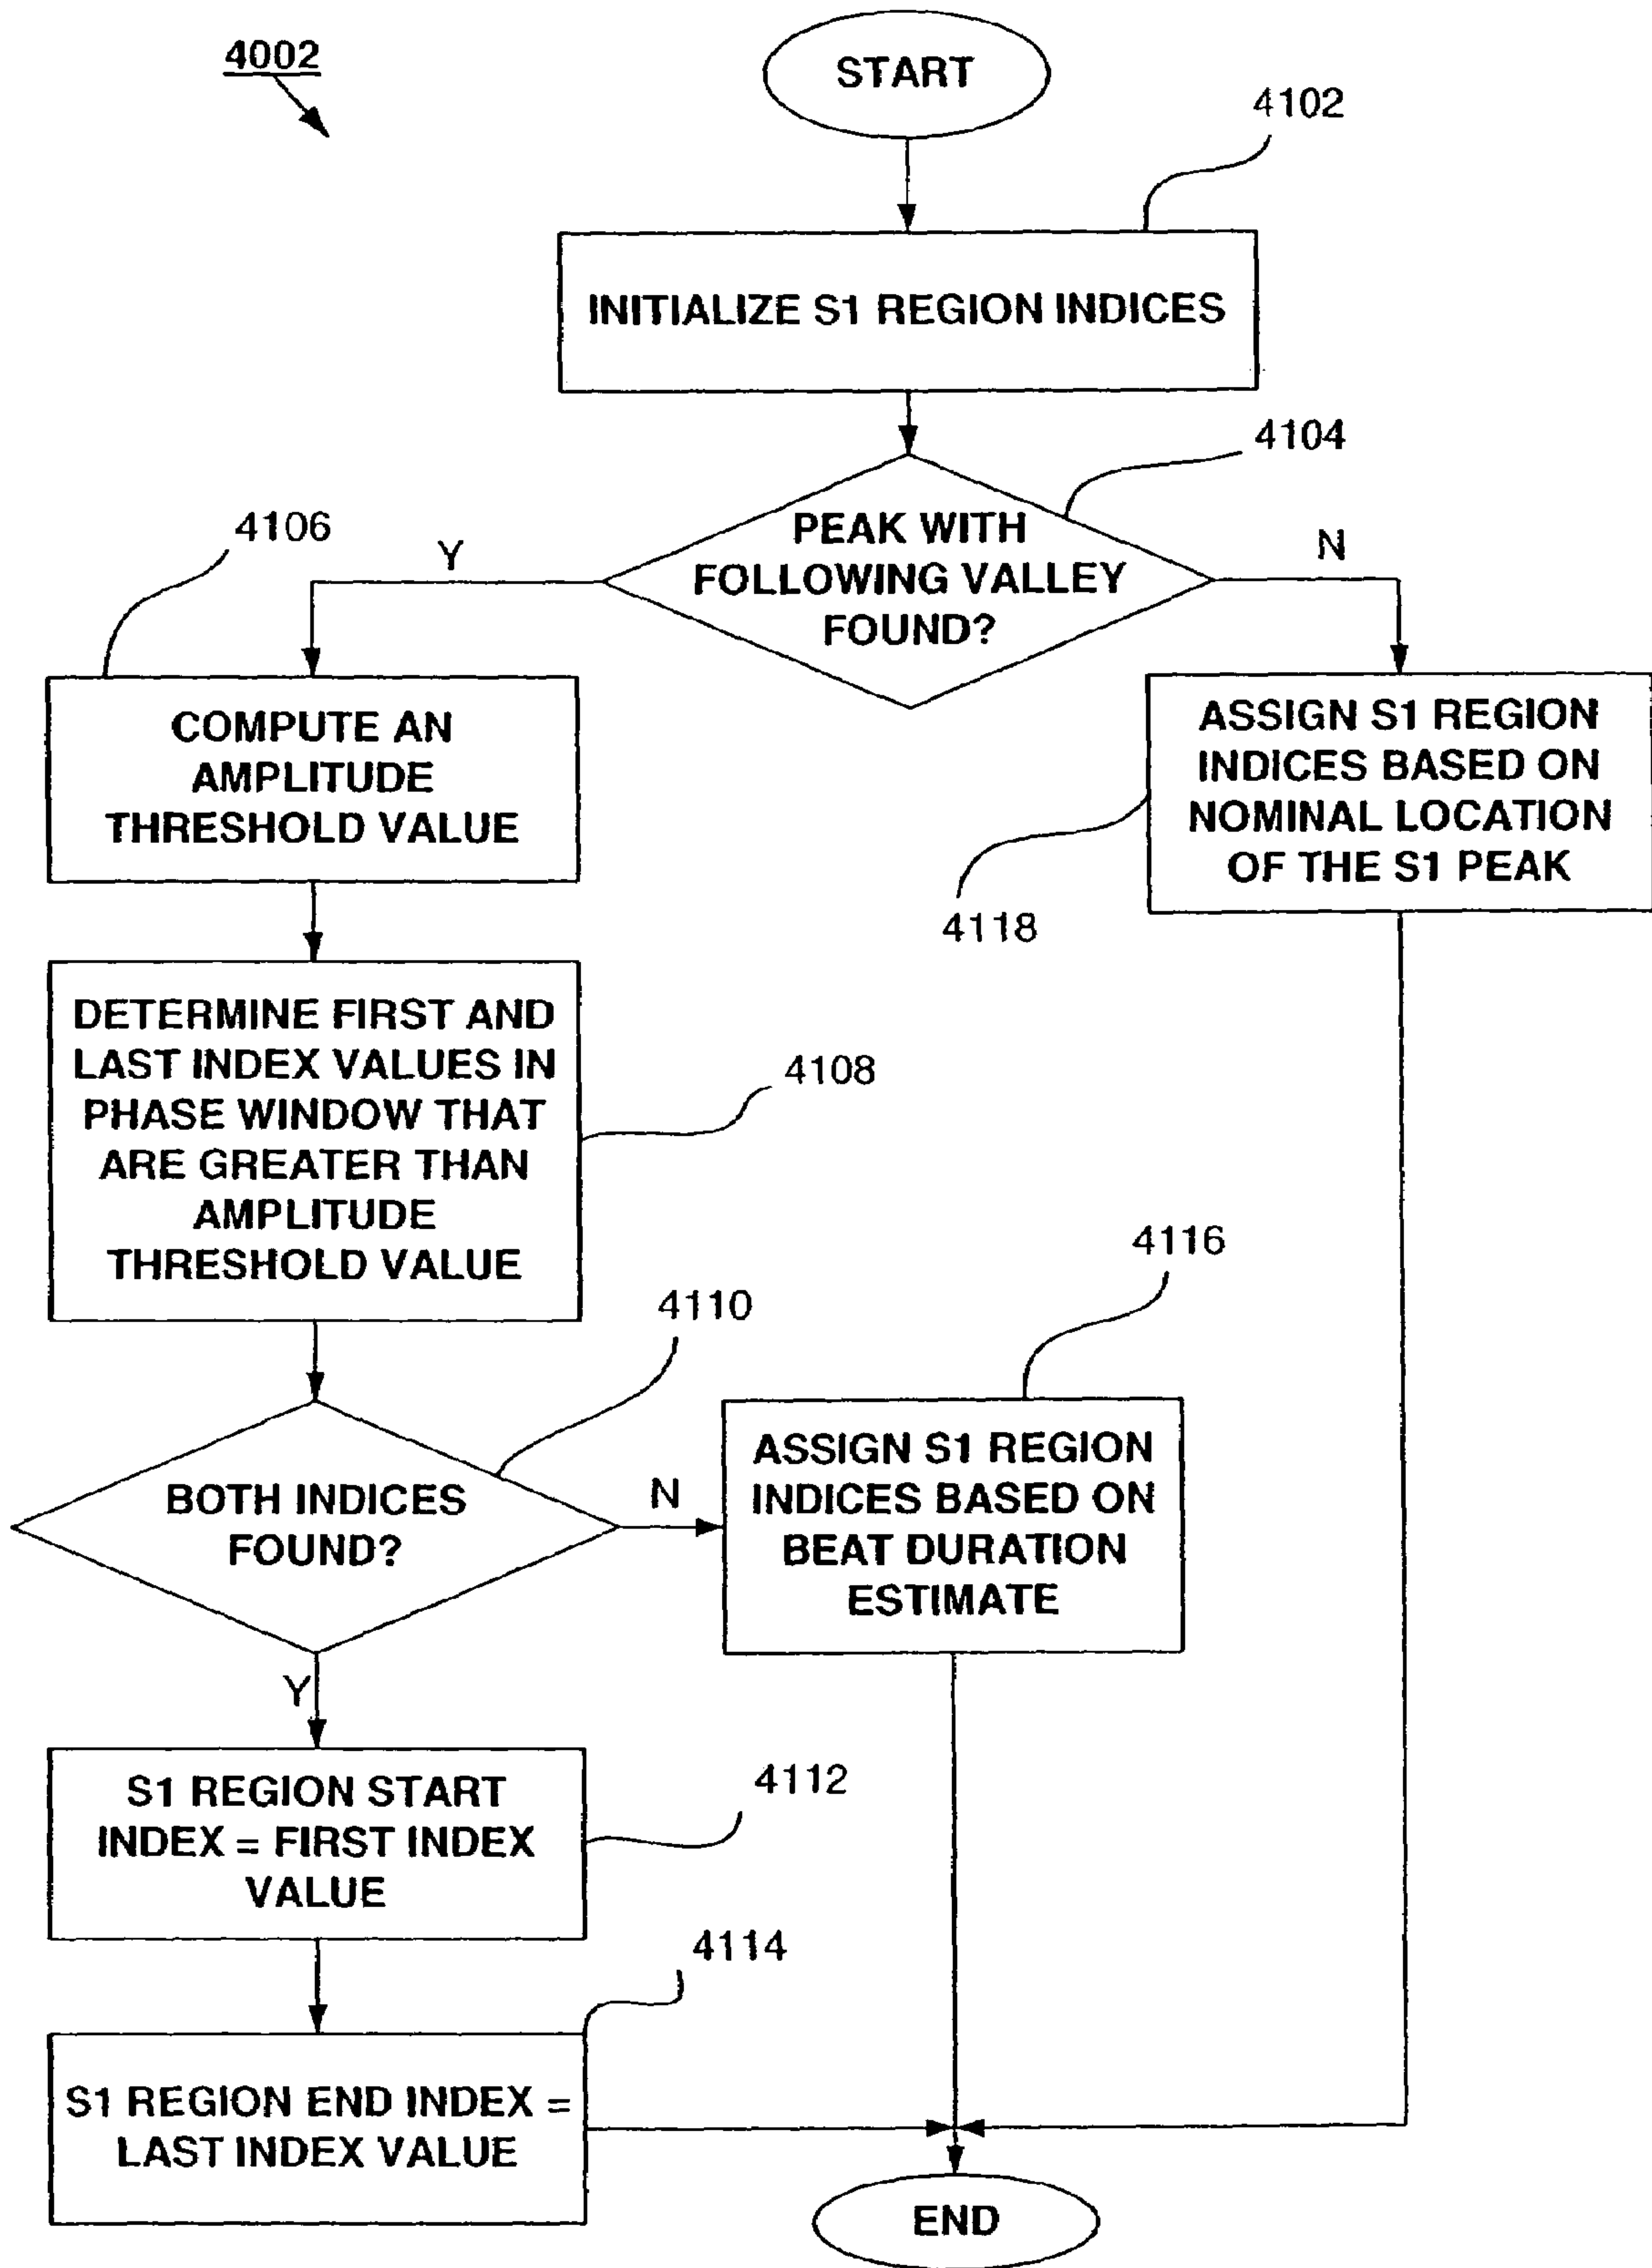 4002
START
4102
INITIALIZE S1 REGION INDICES
4104
PEAK WITH
FOLLOWING VALLEY
FOUND?
Y
N
4106
COMPUTE AN
AMPLITUDE
THRESHOLD VALUE
ASSIGN S1 REGION
INDICES BASED ON
NOMINAL LOCATION
OF THE S1 PEAK
4118
DETERMINE FIRST AND
LAST INDEX VALUES IN
PHASE WINDOW THAT
ARE GREATER THAN
AMPLITUDE
THRESHOLD VALUE
4108
4110
BOTH INDICES
FOUND?
N
4116
ASSIGN S1 REGION
INDICES BASED ON
BEAT DURATION
ESTIMATE
Y
S1 REGION START
INDEX = FIRST INDEX
VALUE
4112
4114
S1 REGION END INDEX =
LAST INDEX VALUE
END